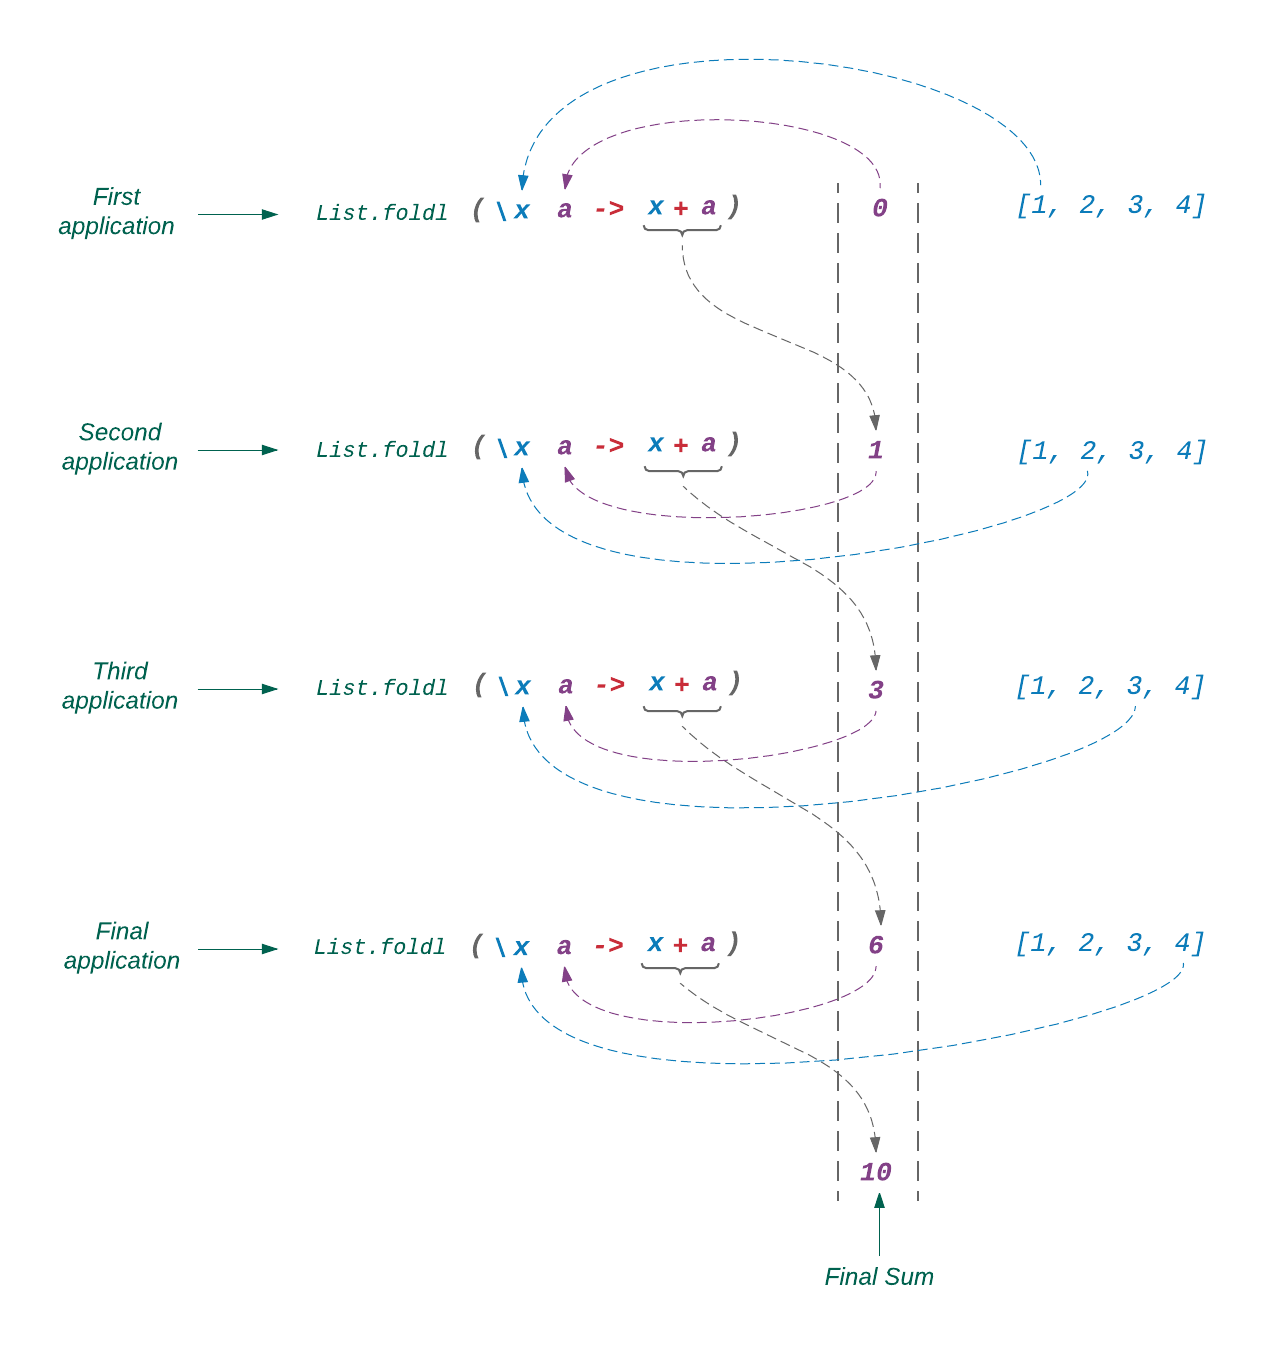 First
application
List.foldl (\x a -> x + a) 0 [1, 2, 3, 4]
Second
application
List.foldl (\x a -> x + a) 1 [1, 2, 3, 4]
Third
application
List.foldl (\x a -> x + a) 3 [1, 2, 3, 4]
Final
application
List.foldl (\x a -> x + a) 6 [1, 2, 3, 4]
10
Final Sum